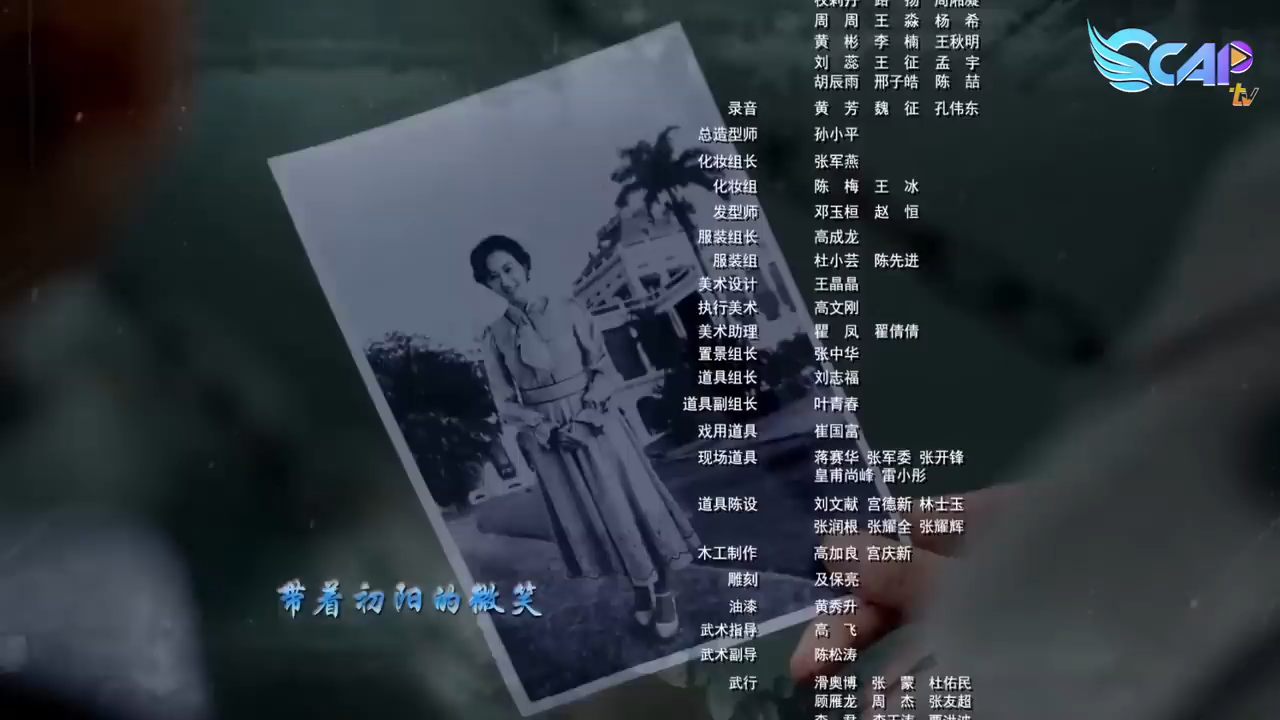 周 周 王 淼 杨 希
黄 彬 李 楠 王秋明
刘 蕊 王 征 孟 宇
胡辰雨 邢子皓 陈 喆
录音 黄 芳 魏 征 孔伟东
总造型师 孙小平
化妆组长 张军燕
化妆组 陈 梅 王 冰
发型师 邓玉桓 赵 恒
服装组长 高成龙
服装组 杜小芸 陈先进
美术设计 王晶晶
执行美术 高文刚
美术助理 瞿 凤 翟倩倩
置景组长 张中华
道具组长 刘志福
道具副组长 叶青春
戏用道具 崔国富
现场道具 蒋赛华 张军委 张开锋
皇甫尚峰 雷小彤
道具陈设 刘文献 宫德新 林士玉
张润根 张耀全 张耀辉
木工制作 高加良 宫庆新
雕刻 及保亮
油漆 黄秀升
武术指导 高 飞
武术副导 陈松涛
武行 滑奥博 张 蒙 杜佑民
顾雁龙 周 杰 张友超
带着初阳的微笑
SCAP tv